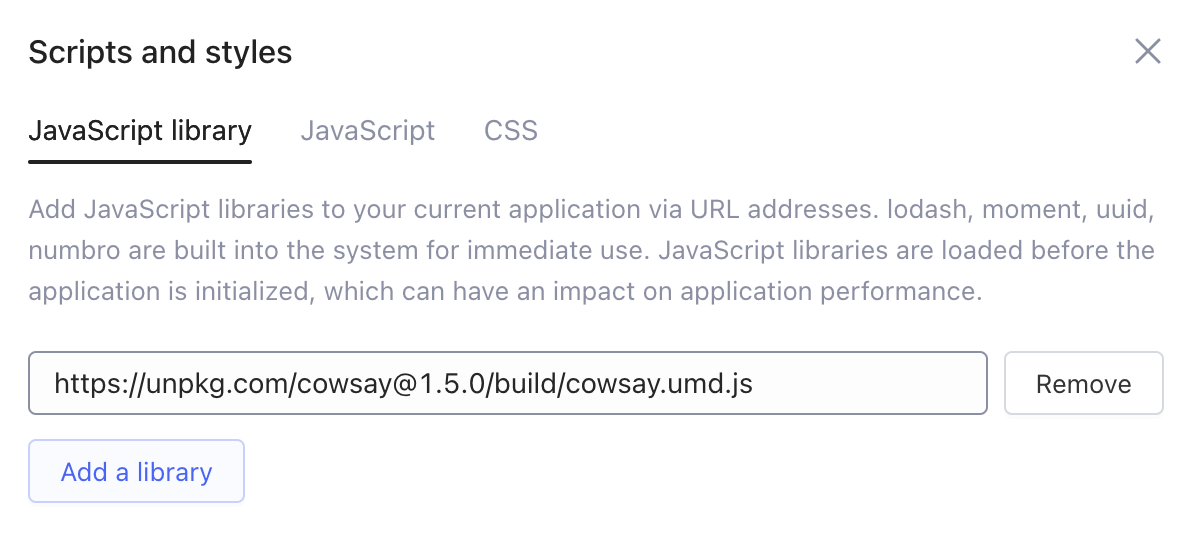 Scripts and styles
JavaScript library JavaScript CSS
Add JavaScript libraries to your current application via URL addresses. lodash, moment, uuid,
numbro are built into the system for immediate use. JavaScript libraries are loaded before the
application is initialized, which can have an impact on application performance.
https://unpkg.com/cowsay@1.5.0/build/cowsay.umd.js Remove
Add a library